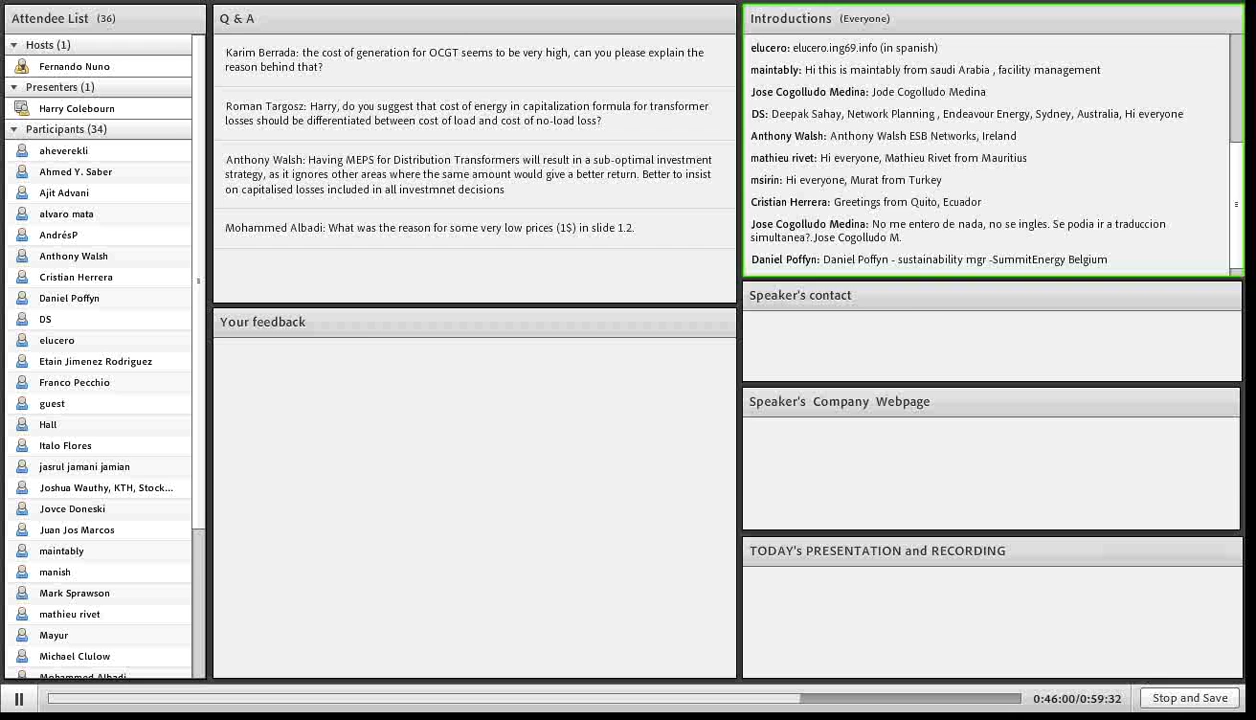 Attendee List (36)
Hosts (1)
Fernando Nuno
Presenters (1)
Harry Colebourn
Participants (34)
aheverekli
Ahmed Y. Saber
Ajit Advani
alvaro mata
AndrésP
Anthony Walsh
Cristian Herrera
Daniel Poffyn
DS
elucero
Etain Jimenez Rodriguez
Franco Pecchio
guest
Hall
Italo Flores
jasrul jamani jamian
Joshua Wauthy, KTH, Stock...
Jovce Doneski
Juan Jos Marcos
maintably
manish
Mark Sprawson
mathieu rivet
Mayur
Michael Clulow
Mohammed Albadi
Q & A
Karim Berrada: the cost of generation for OCGT seems to be very high, can you please explain the
reason behind that?
Roman Targosz: Harry, do you suggest that cost of energy in capitalization formula for transformer
losses should be differentiated between cost of load and cost of no-load loss?
Anthony Walsh: Having MEPS for Distribution Transformers will result in a sub-optimal investment
strategy, as it ignores other areas where the same amount would give a better return. Better to insist
on capitalised losses included in all investmnet decisions
Mohammed Albadi: What was the reason for some very low prices (1$) in slide 1.2.
Your feedback
Introductions (Everyone)
elucero: elucero.ing69.info (in spanish)
maintably: Hi this is maintably from saudi Arabia , facility management
Jose Cogolludo Medina: Jode Cogolludo Medina
DS: Deepak Sahay, Network Planning , Endeavour Energy, Sydney, Australia, Hi everyone
Anthony Walsh: Anthony Walsh ESB Networks, Ireland
mathieu rivet: Hi everyone, Mathieu Rivet from Mauritius
msirin: Hi everyone, Murat from Turkey
Cristian Herrera: Greetings from Quito, Ecuador
Jose Cogolludo Medina: No me entero de nada, no se ingles. Se podia ir a traduccion
simultanea?.Jose Cogolludo M.
Daniel Poffyn: Daniel Poffyn - sustainability mgr -SummitEnergy Belgium
Speaker's contact
Speaker's Company Webpage
TODAY's PRESENTATION and RECORDING
0:46:00/0:59:32
Stop and Save